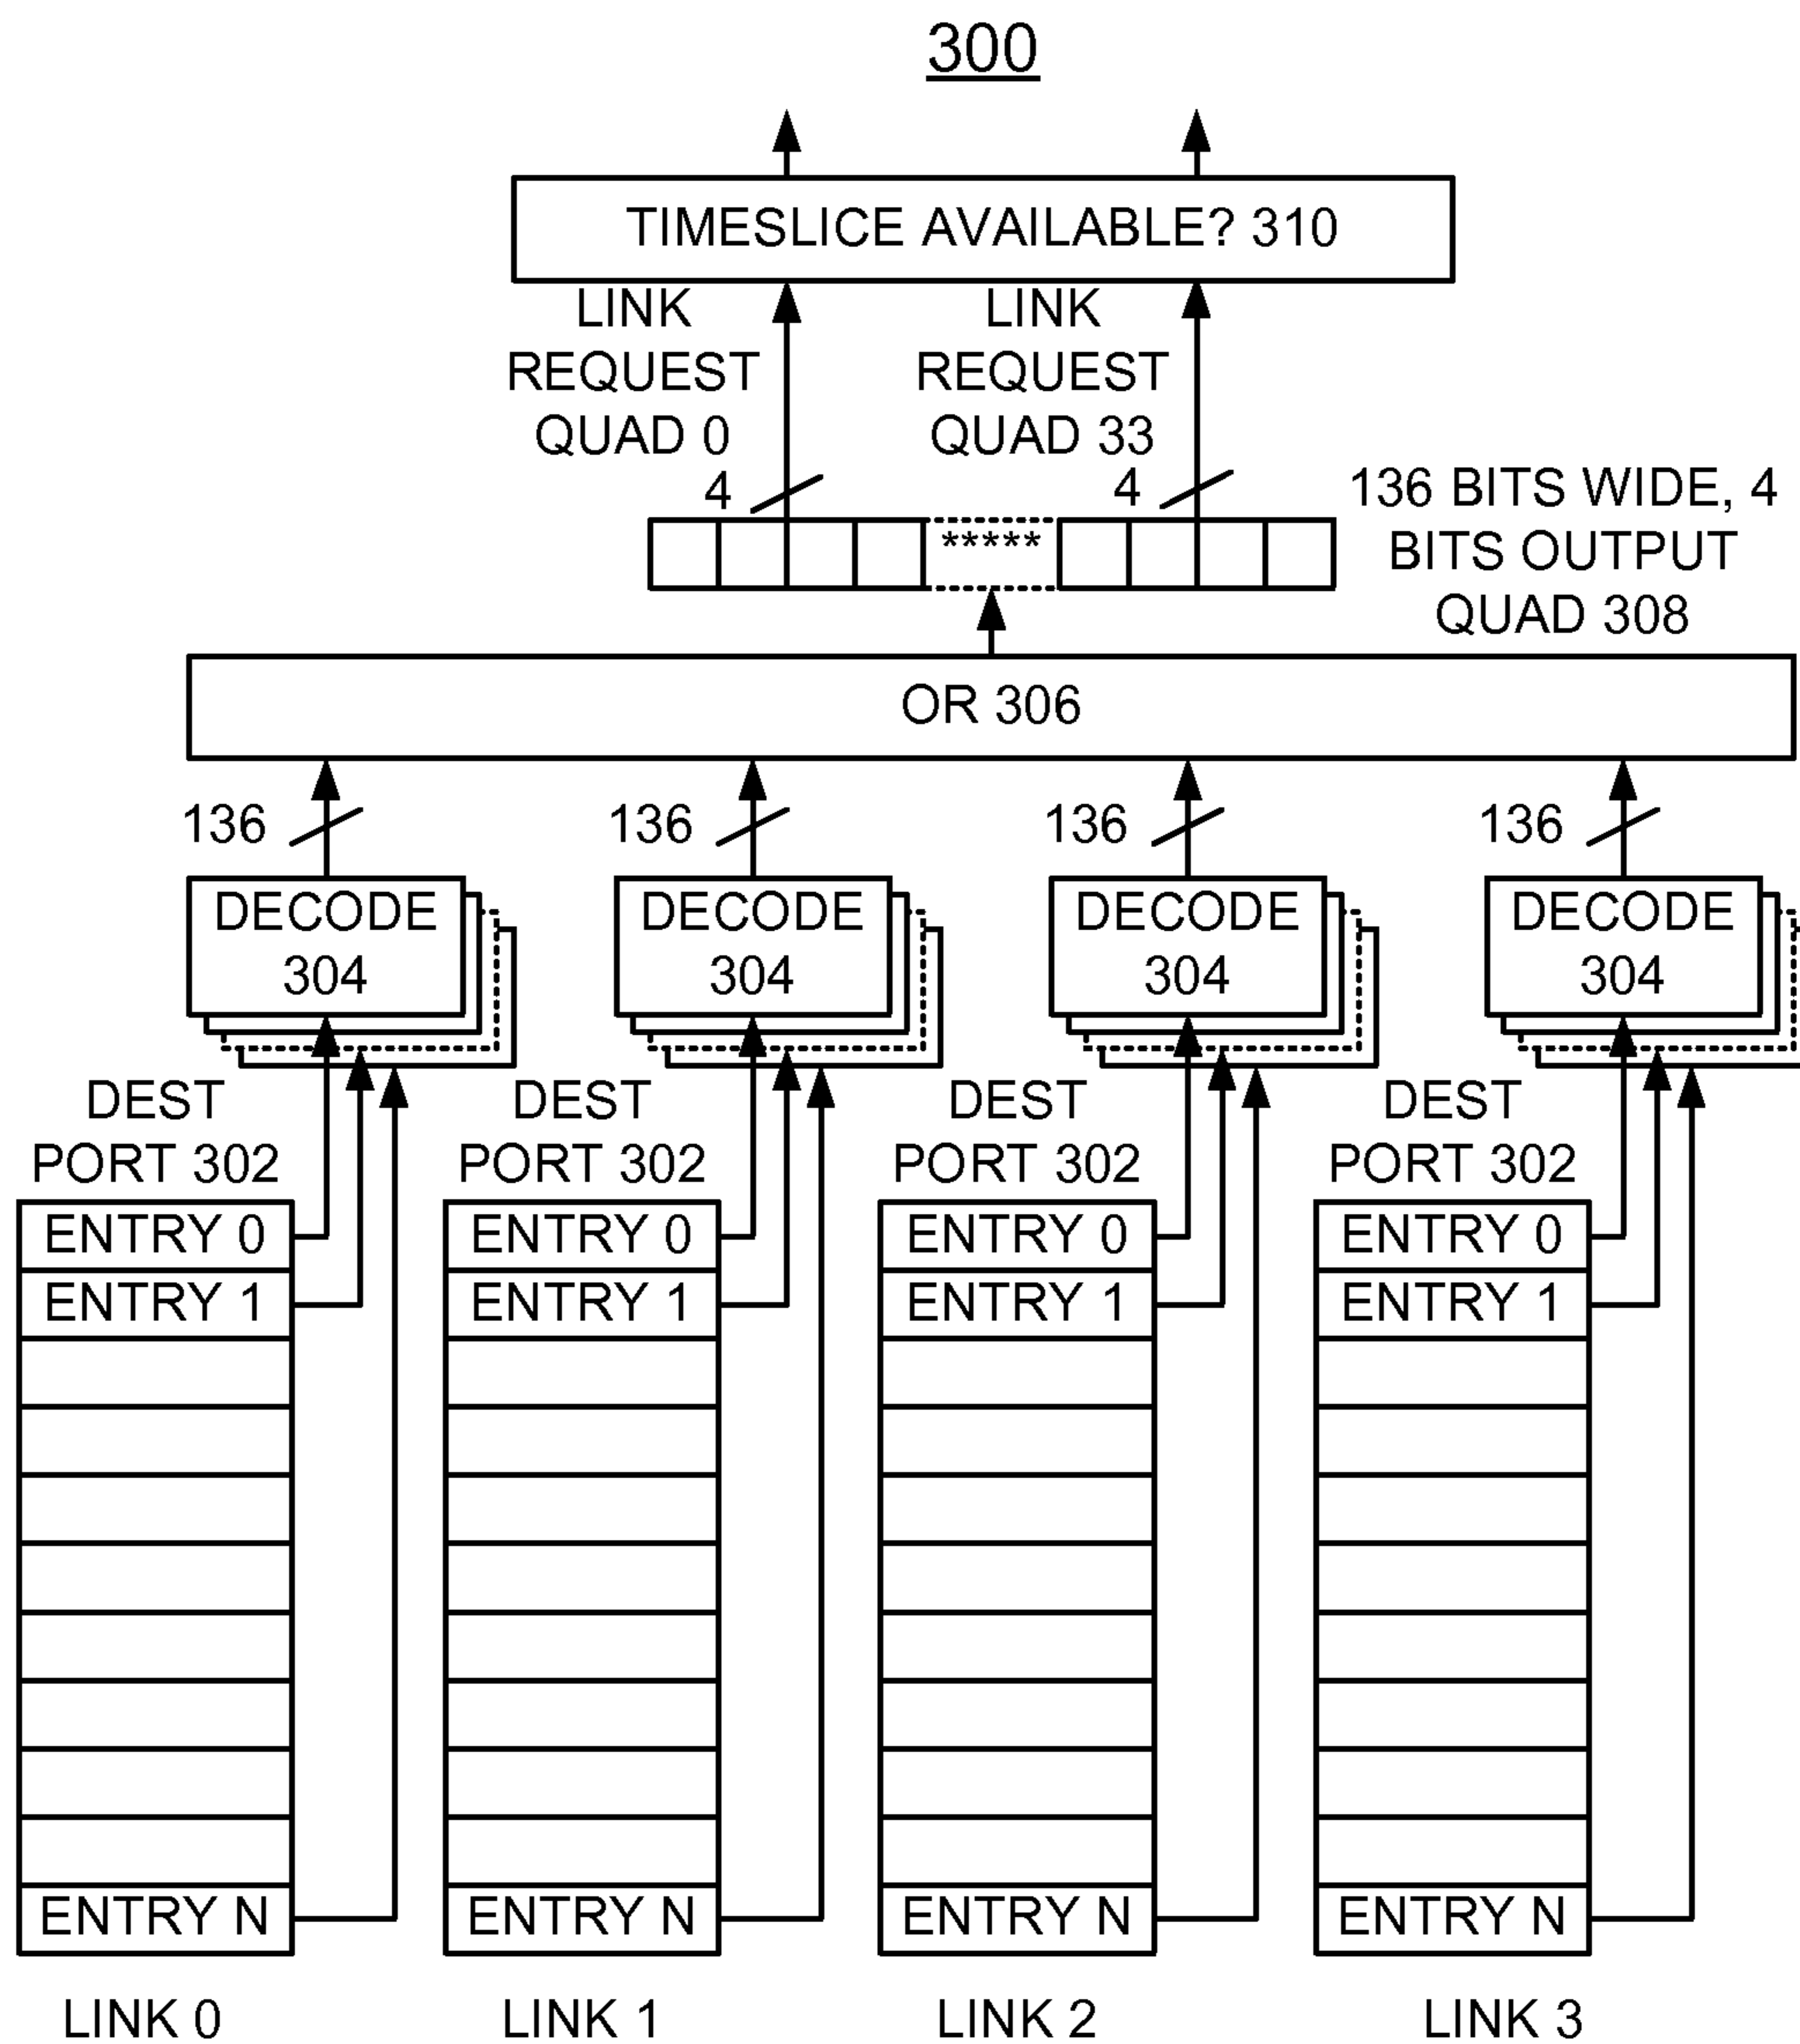 300
TIMESLICE AVAILABLE? 310
LINK
REQUEST
QUAD 0
LINK
REQUEST
QUAD 33
4
4
136 BITS WIDE, 4
BITS OUTPUT
QUAD 308
*****
OR 306
136
136
136
136
DECODE
304
DECODE
304
DECODE
304
DECODE
304
DEST
PORT 302
DEST
PORT 302
DEST
PORT 302
DEST
PORT 302
ENTRY 0
ENTRY 0
ENTRY 0
ENTRY 0
ENTRY 1
ENTRY 1
ENTRY 1
ENTRY 1
ENTRY N
ENTRY N
ENTRY N
ENTRY N
LINK 0
LINK 1
LINK 2
LINK 3